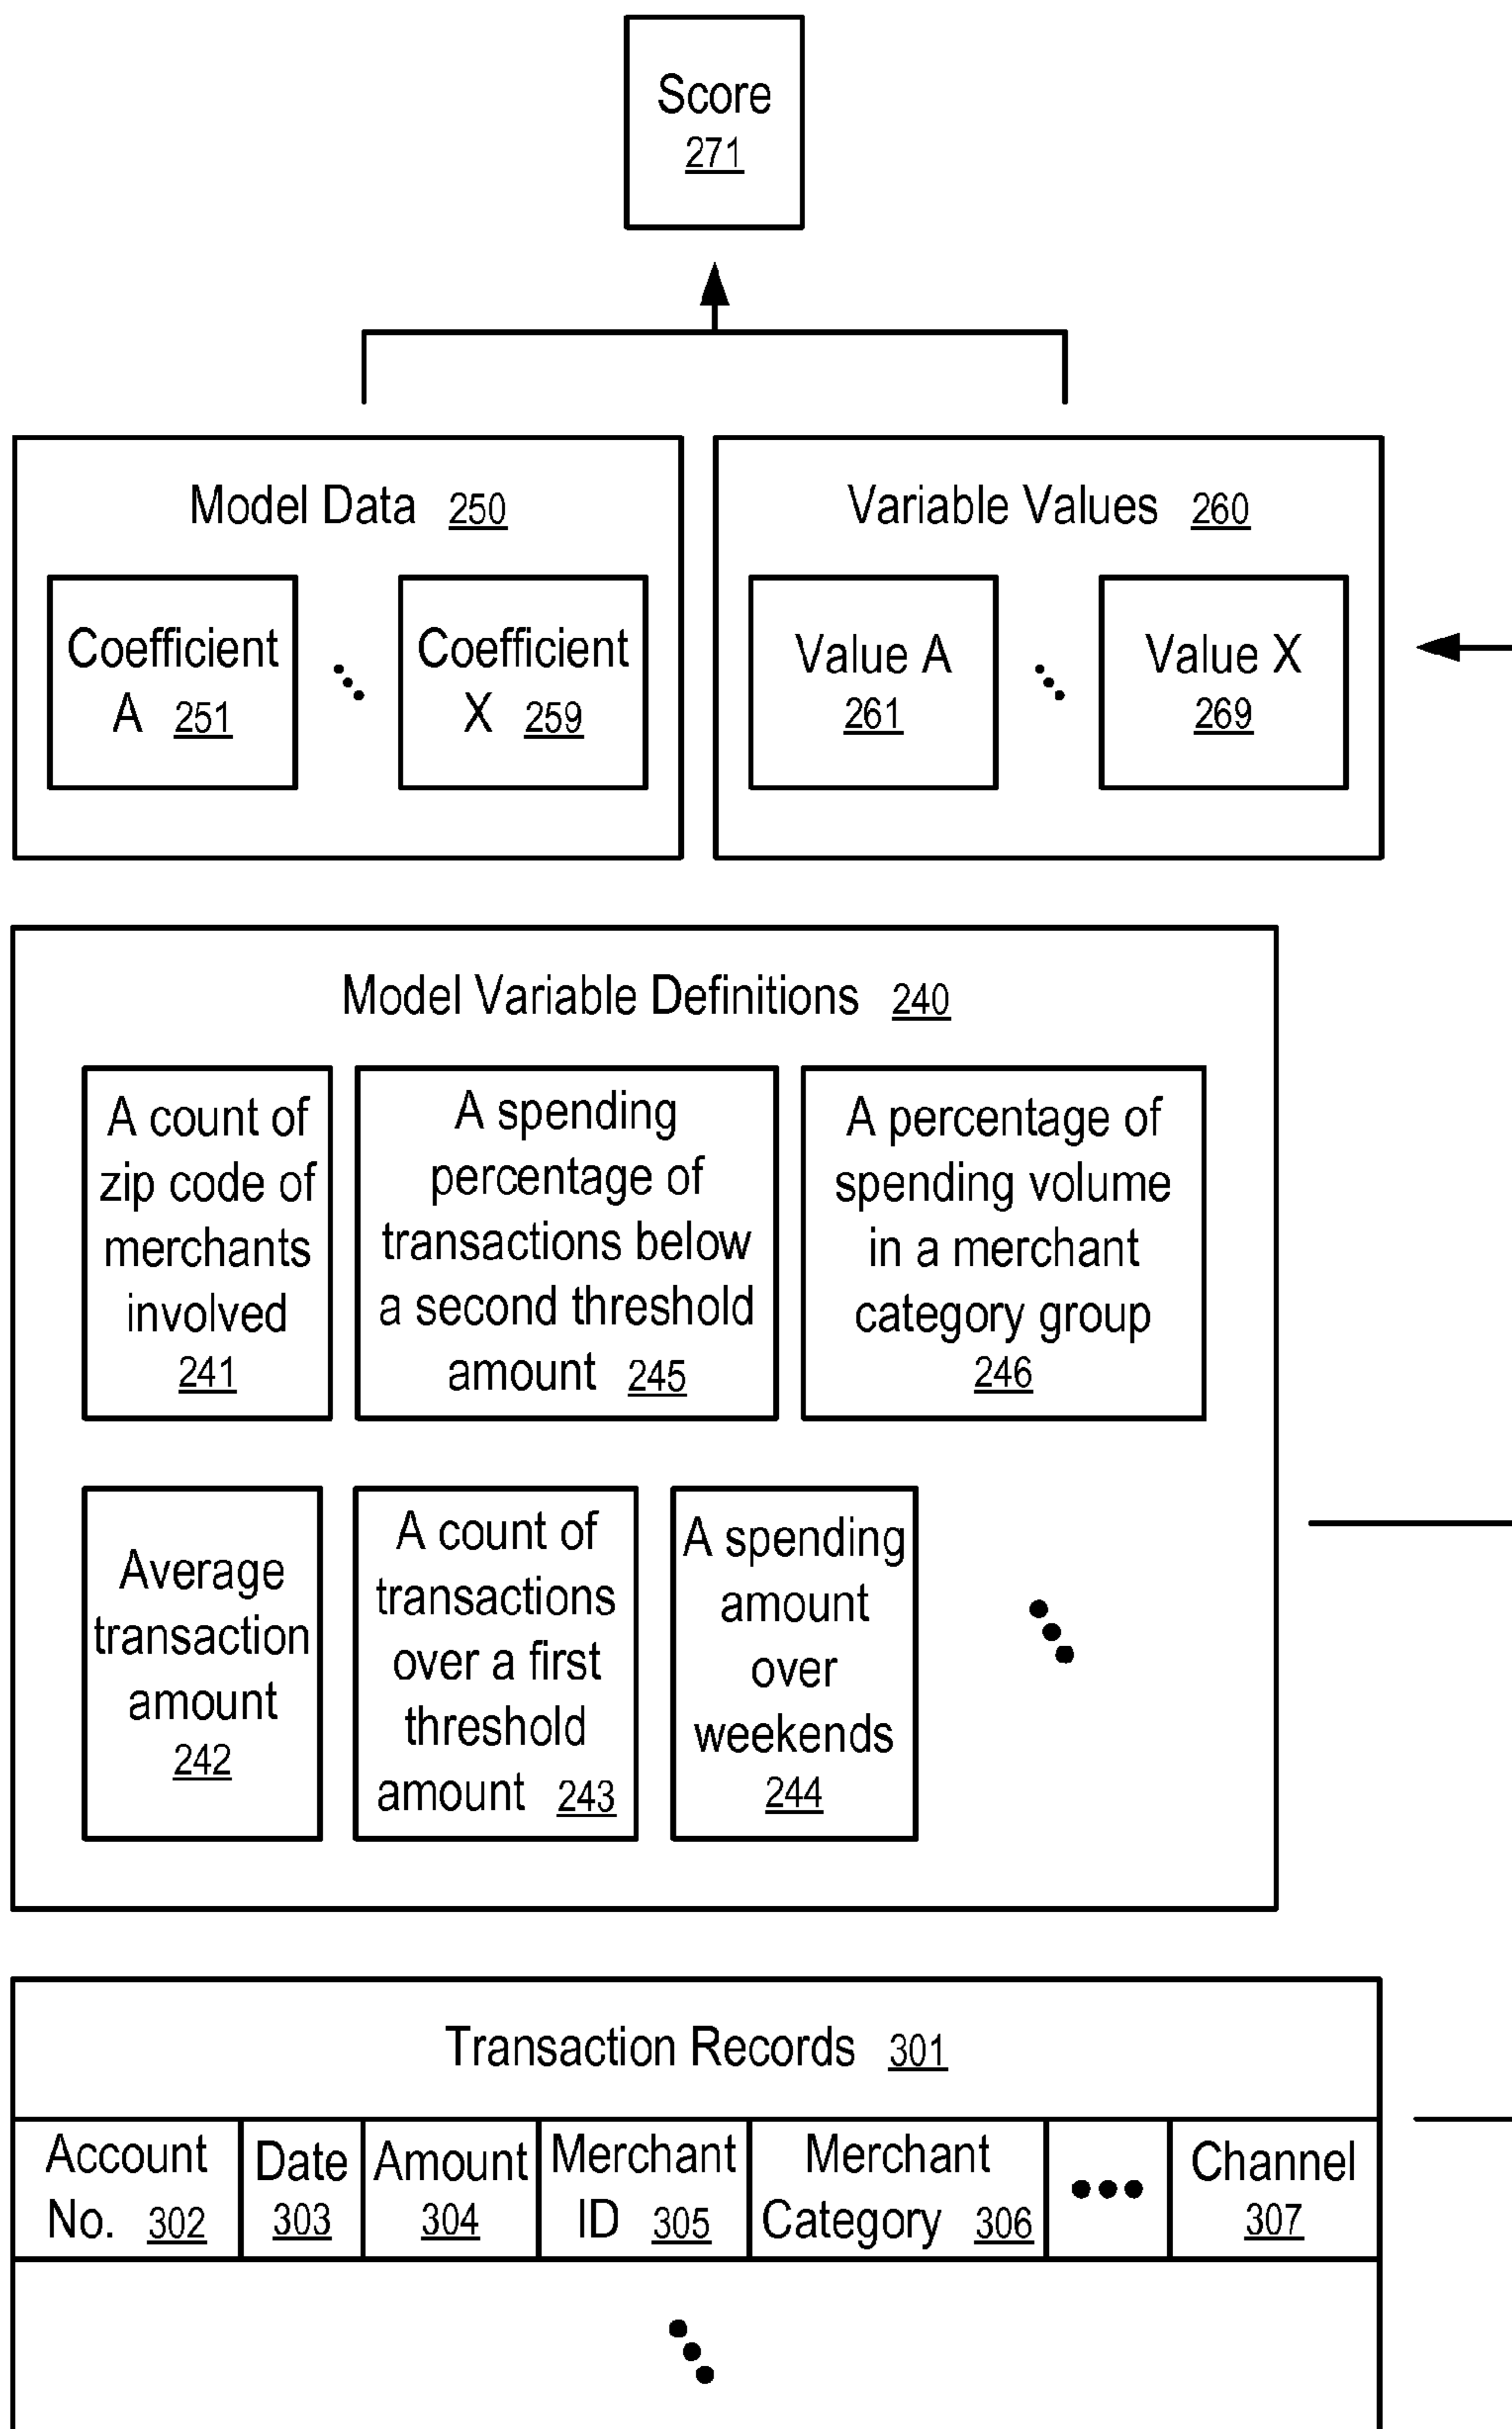 Score
271
Model Data 250
Coefficient
A 251
Coefficient
X 259
Variable Values 260
Value A
261
Value X
269
Model Variable Definitions 240
A count of
zip code of
merchants
involved
241
A spending
percentage of
transactions below
a second threshold
amount 245
A percentage of
spending volume
in a merchant
category group
246
Average
transaction
amount
242
A count of
transactions
over a first
threshold
amount 243
A spending
amount
over
weekends
244
Transaction Records 301
Account
No. 302
Date
303
Amount
304
Merchant
ID 305
Merchant
Category 306
Channel
307